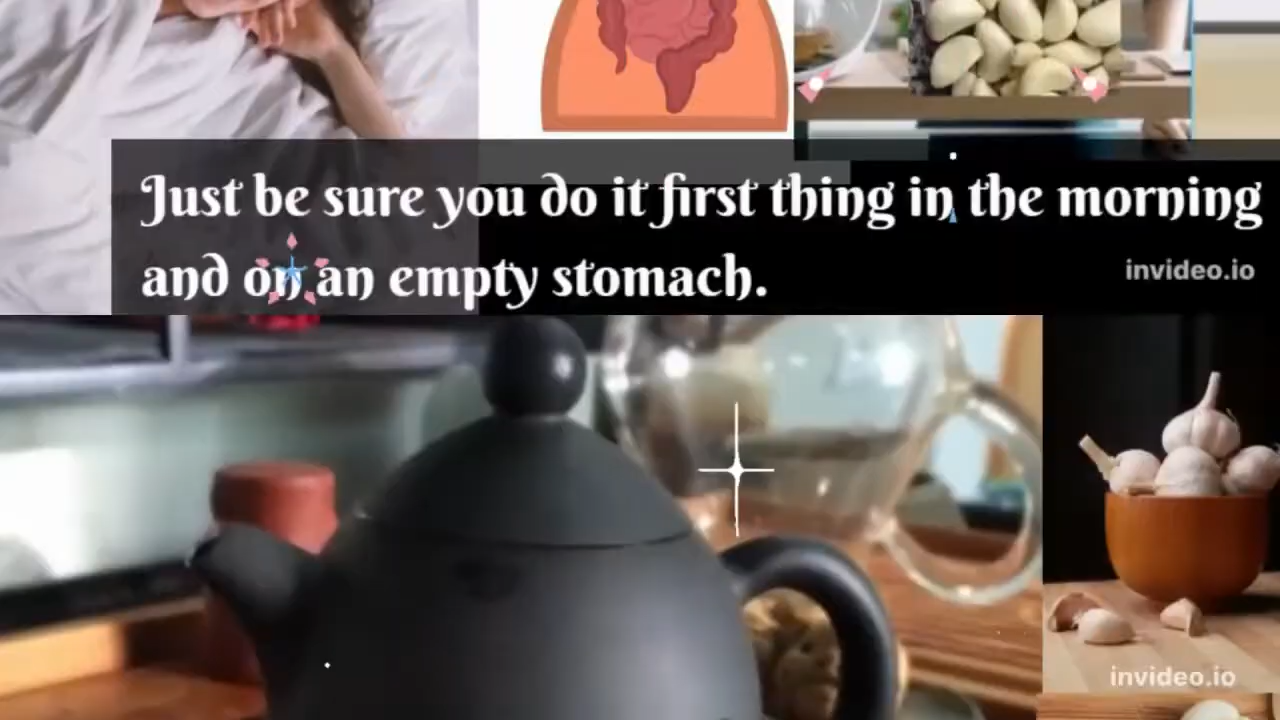 Just be sure you do it first thing in the morning
and on an empty stomach.
invideo.io
invideo.io